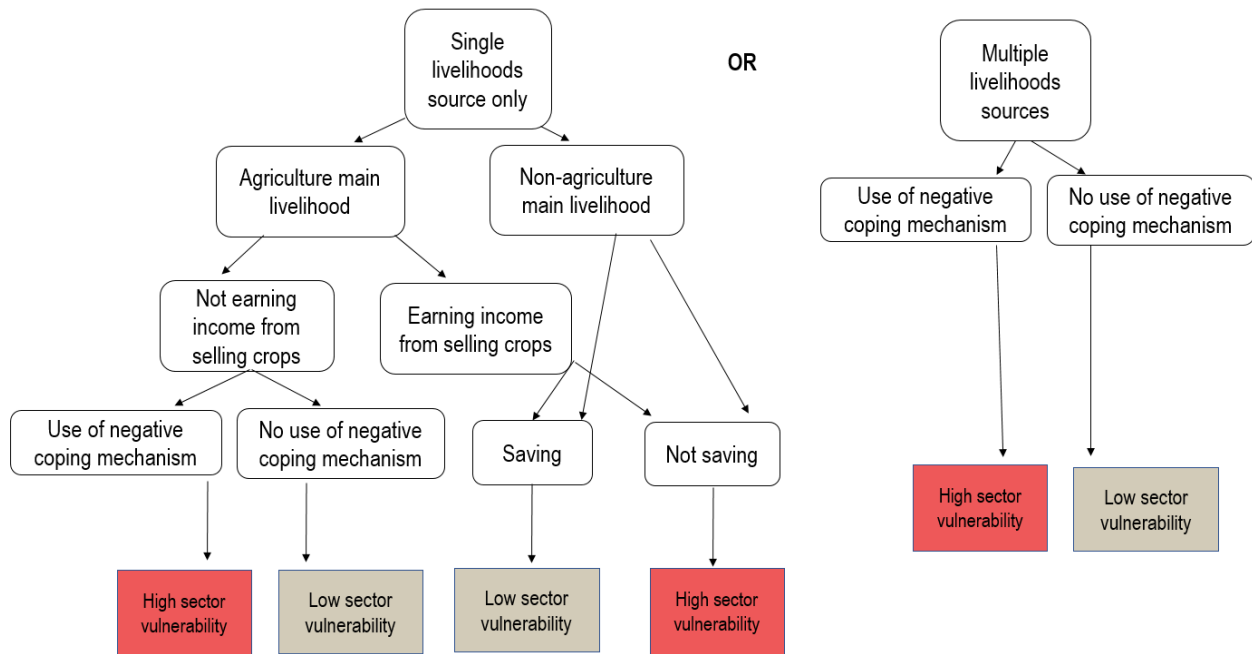 Single
livelihoods
source only
OR
Multiple
livelihoods
sources
Agriculture main
livelihood
Non-agriculture
main livelihood
Use of negative
coping mechanism
No use of negative
coping mechanism
Not earning
income from
selling crops
Earning income
from selling crops
Use of negative
coping mechanism
No use of negative
coping mechanism
Saving
Not saving
High sector
vulnerability
Low sector
vulnerability
High sector
vulnerability
Low sector
vulnerability
Low sector
vulnerability
High sector
vulnerability